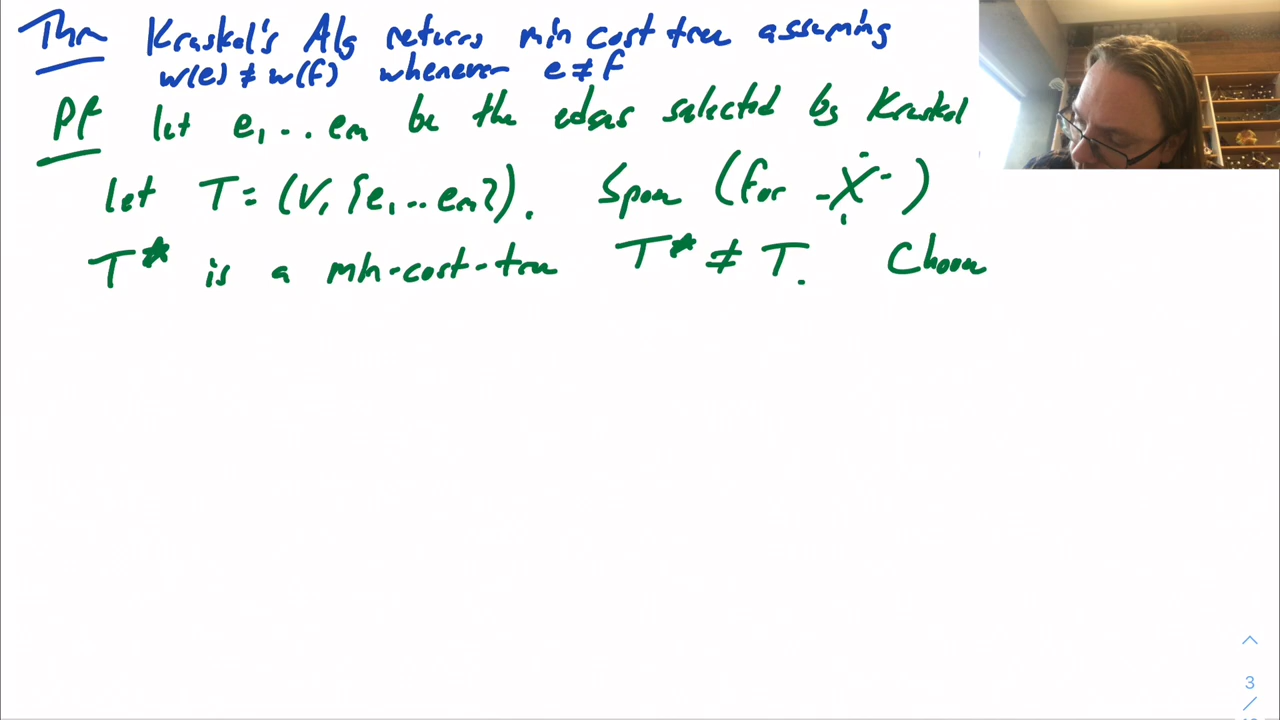 Thm Kruskal's Alg returns min cost tree assuming
w(e) ≠ w(f) whenever e ≠ f
Pf let e₁ .. eₘ be the edges selected by Kruskal
let T = (V, {e₁ .. eₘ}). Spose (for -X-)
T* is a min-cost-tree T* ≠ T. Choose
3
/